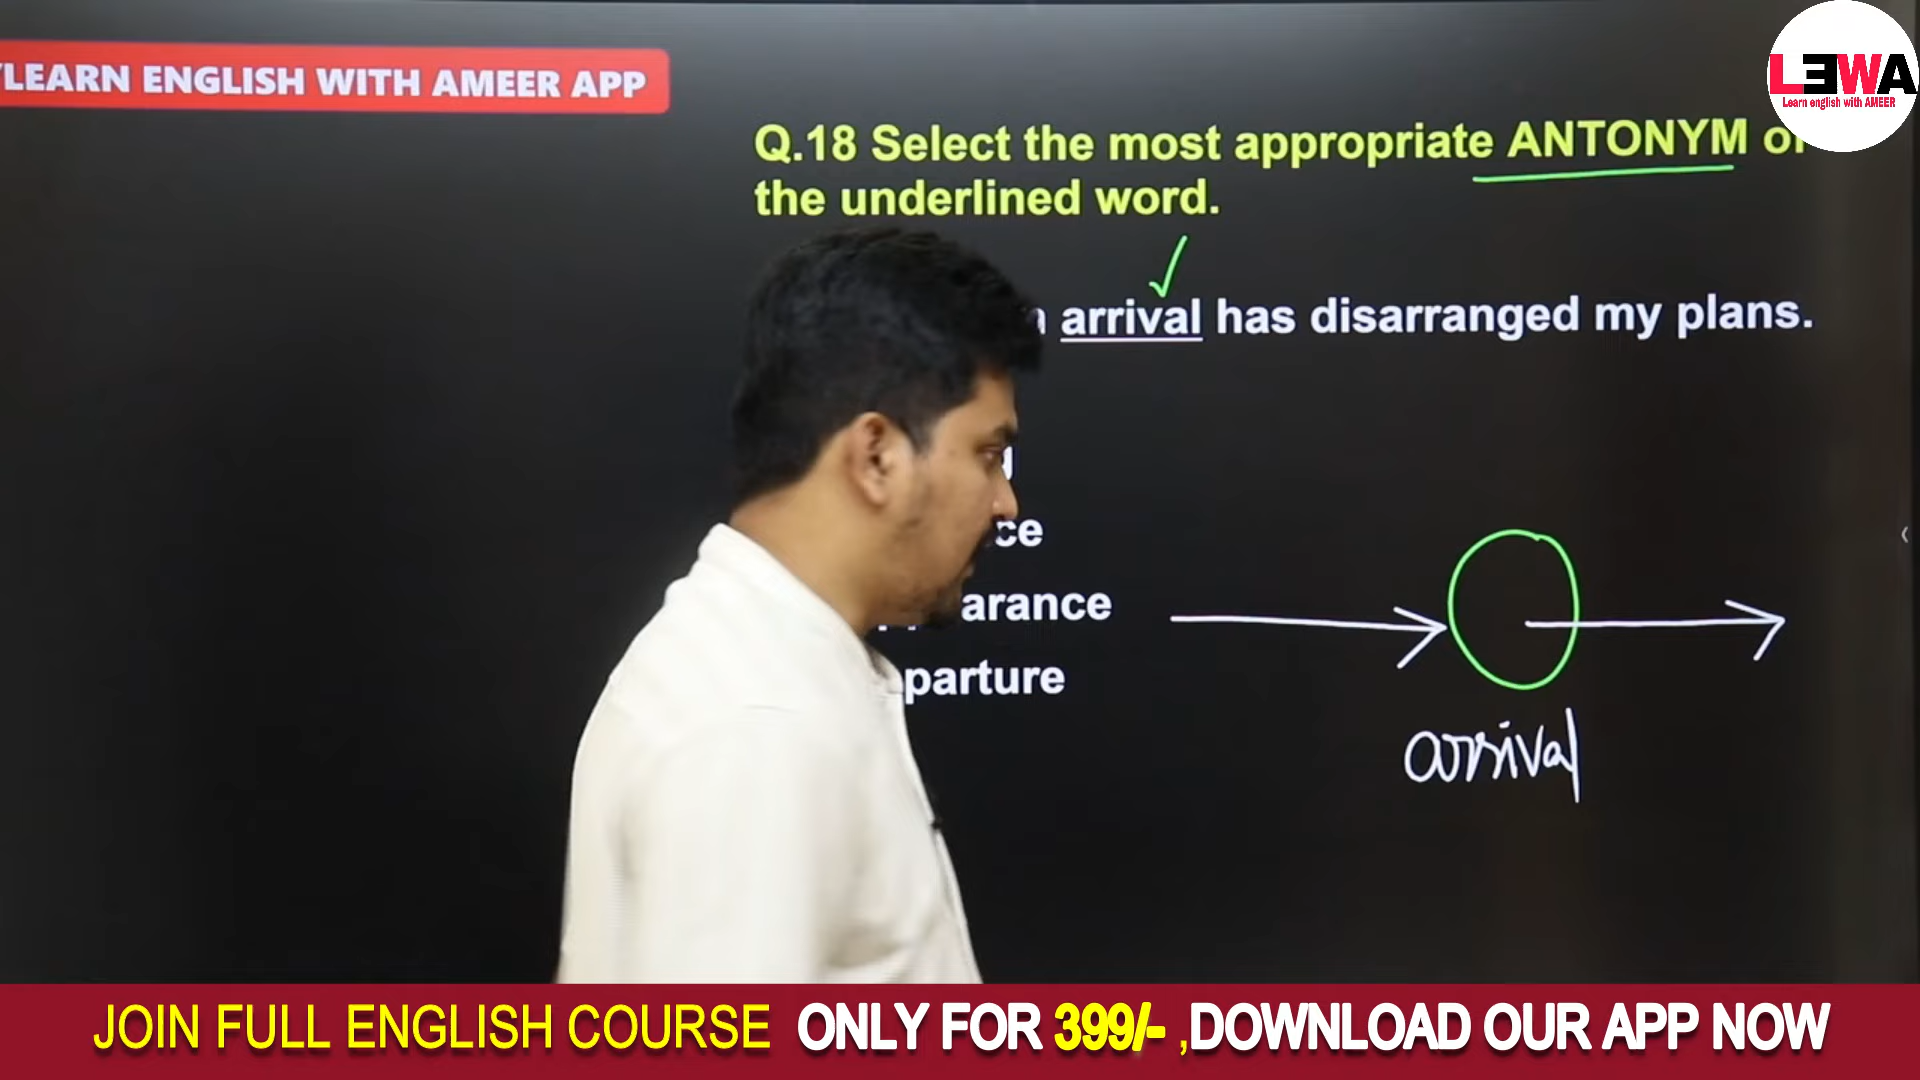 LEARN ENGLISH WITH AMEER APP
LEWA
Learn english with AMEER
Q.18 Select the most appropriate ANTONYM of
the underlined word.
arrival has disarranged my plans.
ce
arance
parture
arrival
JOIN FULL ENGLISH COURSE ONLY FOR 399/- ,DOWNLOAD OUR APP NOW